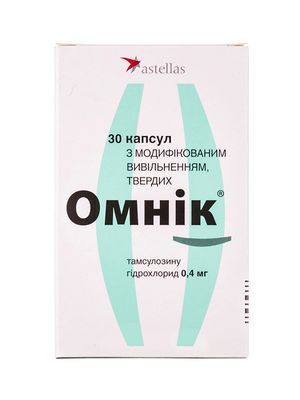 astellas
30 капсул
З МОДИФІКОВАНИМ
ВИВІЛЬНЕННЯМ,
ТВЕРДИХ
Омнік®
тамсулозину
гідрохлорид 0,4 мг